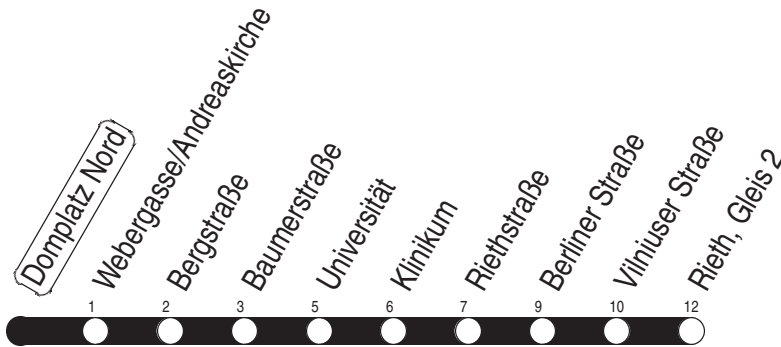 Domplatz Nord
Webergasse/Andreaskirche
Bergstraße
Baumerstraße
Universität
Klinikum
Riethstraße
Berliner Straße
Vilniuser Straße
Rieth, Gleis 2
1 2 3 5 6 7 9 10 12